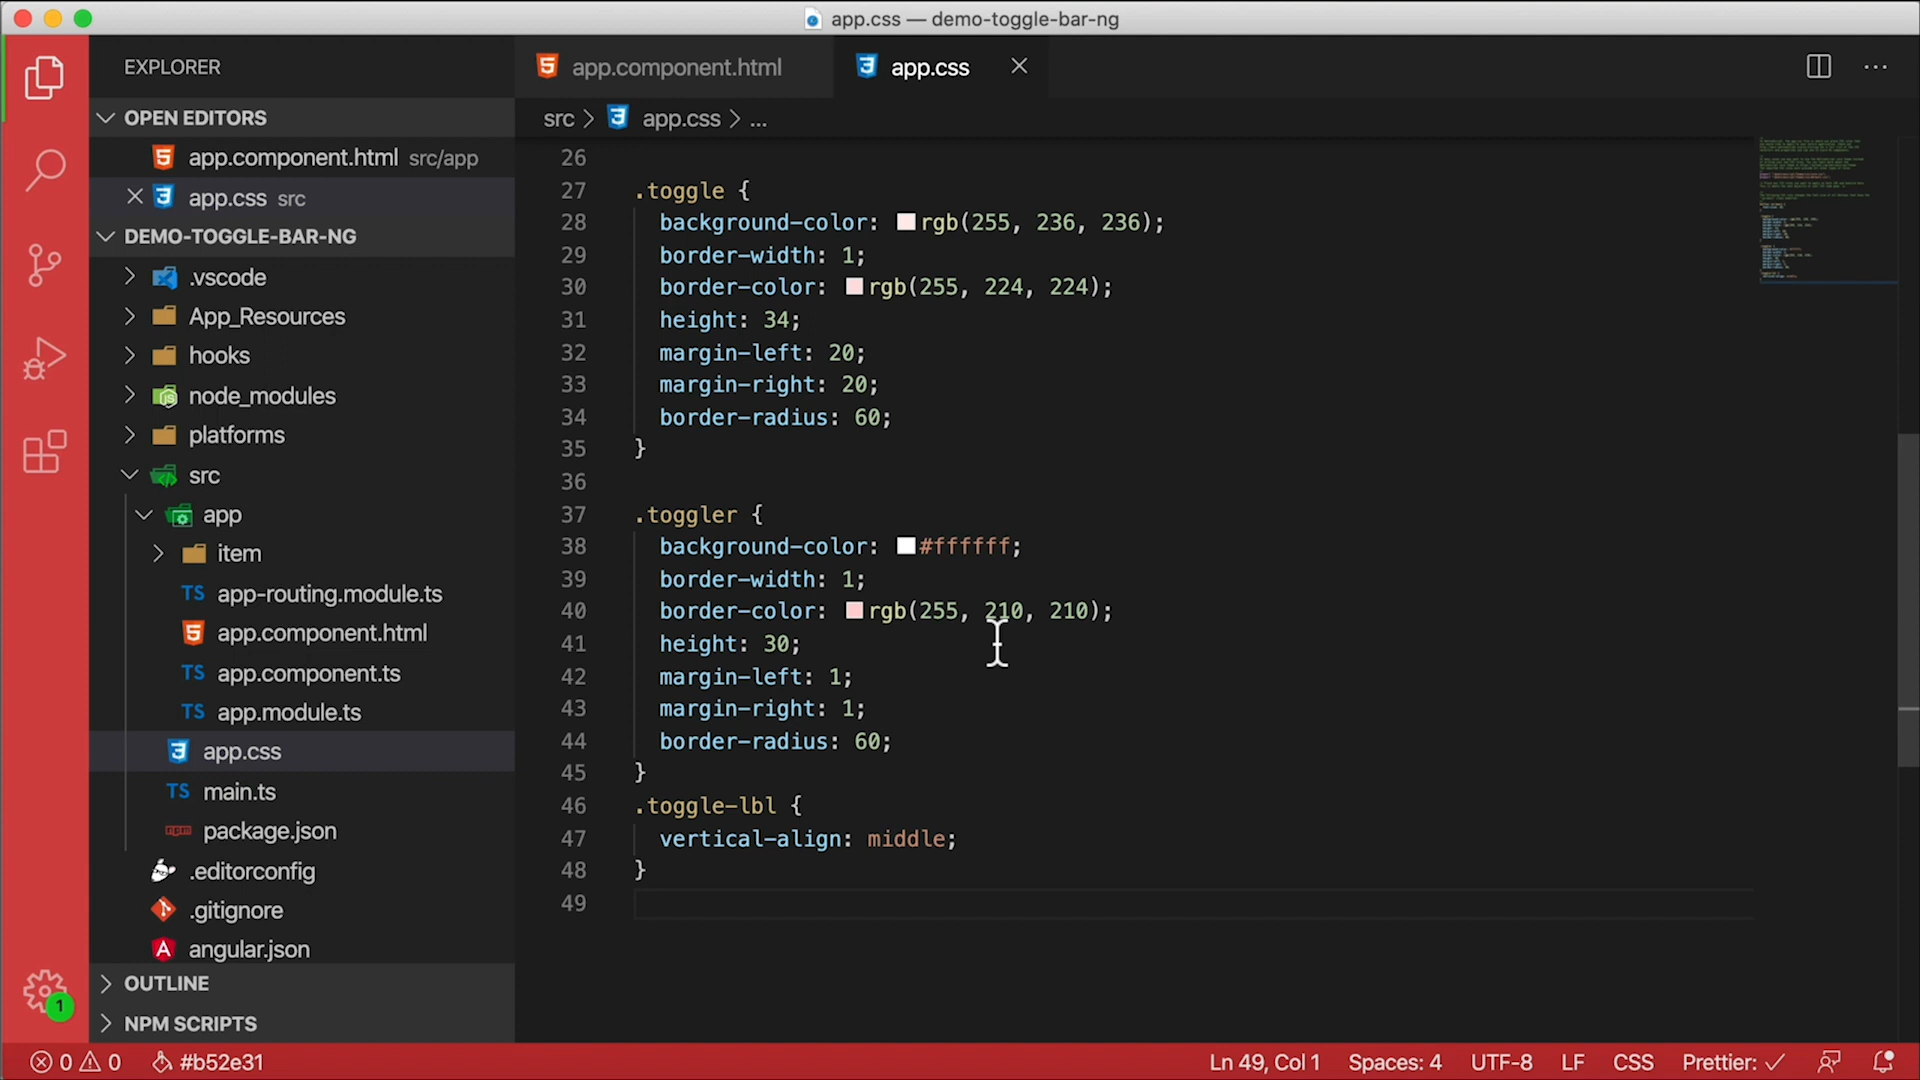 app.css — demo-toggle-bar-ng
EXPLORER
OPEN EDITORS
app.component.html src/app
app.css src
DEMO-TOGGLE-BAR-NG
.vscode
App_Resources
hooks
node_modules
platforms
src
app
item
TS app-routing.module.ts
app.component.html
TS app.component.ts
TS app.module.ts
app.css
TS main.ts
package.json
.editorconfig
.gitignore
angular.json
OUTLINE
NPM SCRIPTS
1
app.component.html
app.css
src > app.css > ...
26
27 .toggle {
28 background-color: rgb(255, 236, 236);
29 border-width: 1;
30 border-color: rgb(255, 224, 224);
31 height: 34;
32 margin-left: 20;
33 margin-right: 20;
34 border-radius: 60;
35 }
36
37 .toggler {
38 background-color: #ffffff;
39 border-width: 1;
40 border-color: rgb(255, 210, 210);
41 height: 30;
42 margin-left: 1;
43 margin-right: 1;
44 border-radius: 60;
45 }
46 .toggle-lbl {
47 vertical-align: middle;
48 }
49
0 0 #b52e31
Ln 49, Col 1 Spaces: 4 UTF-8 LF CSS Prettier: ✓